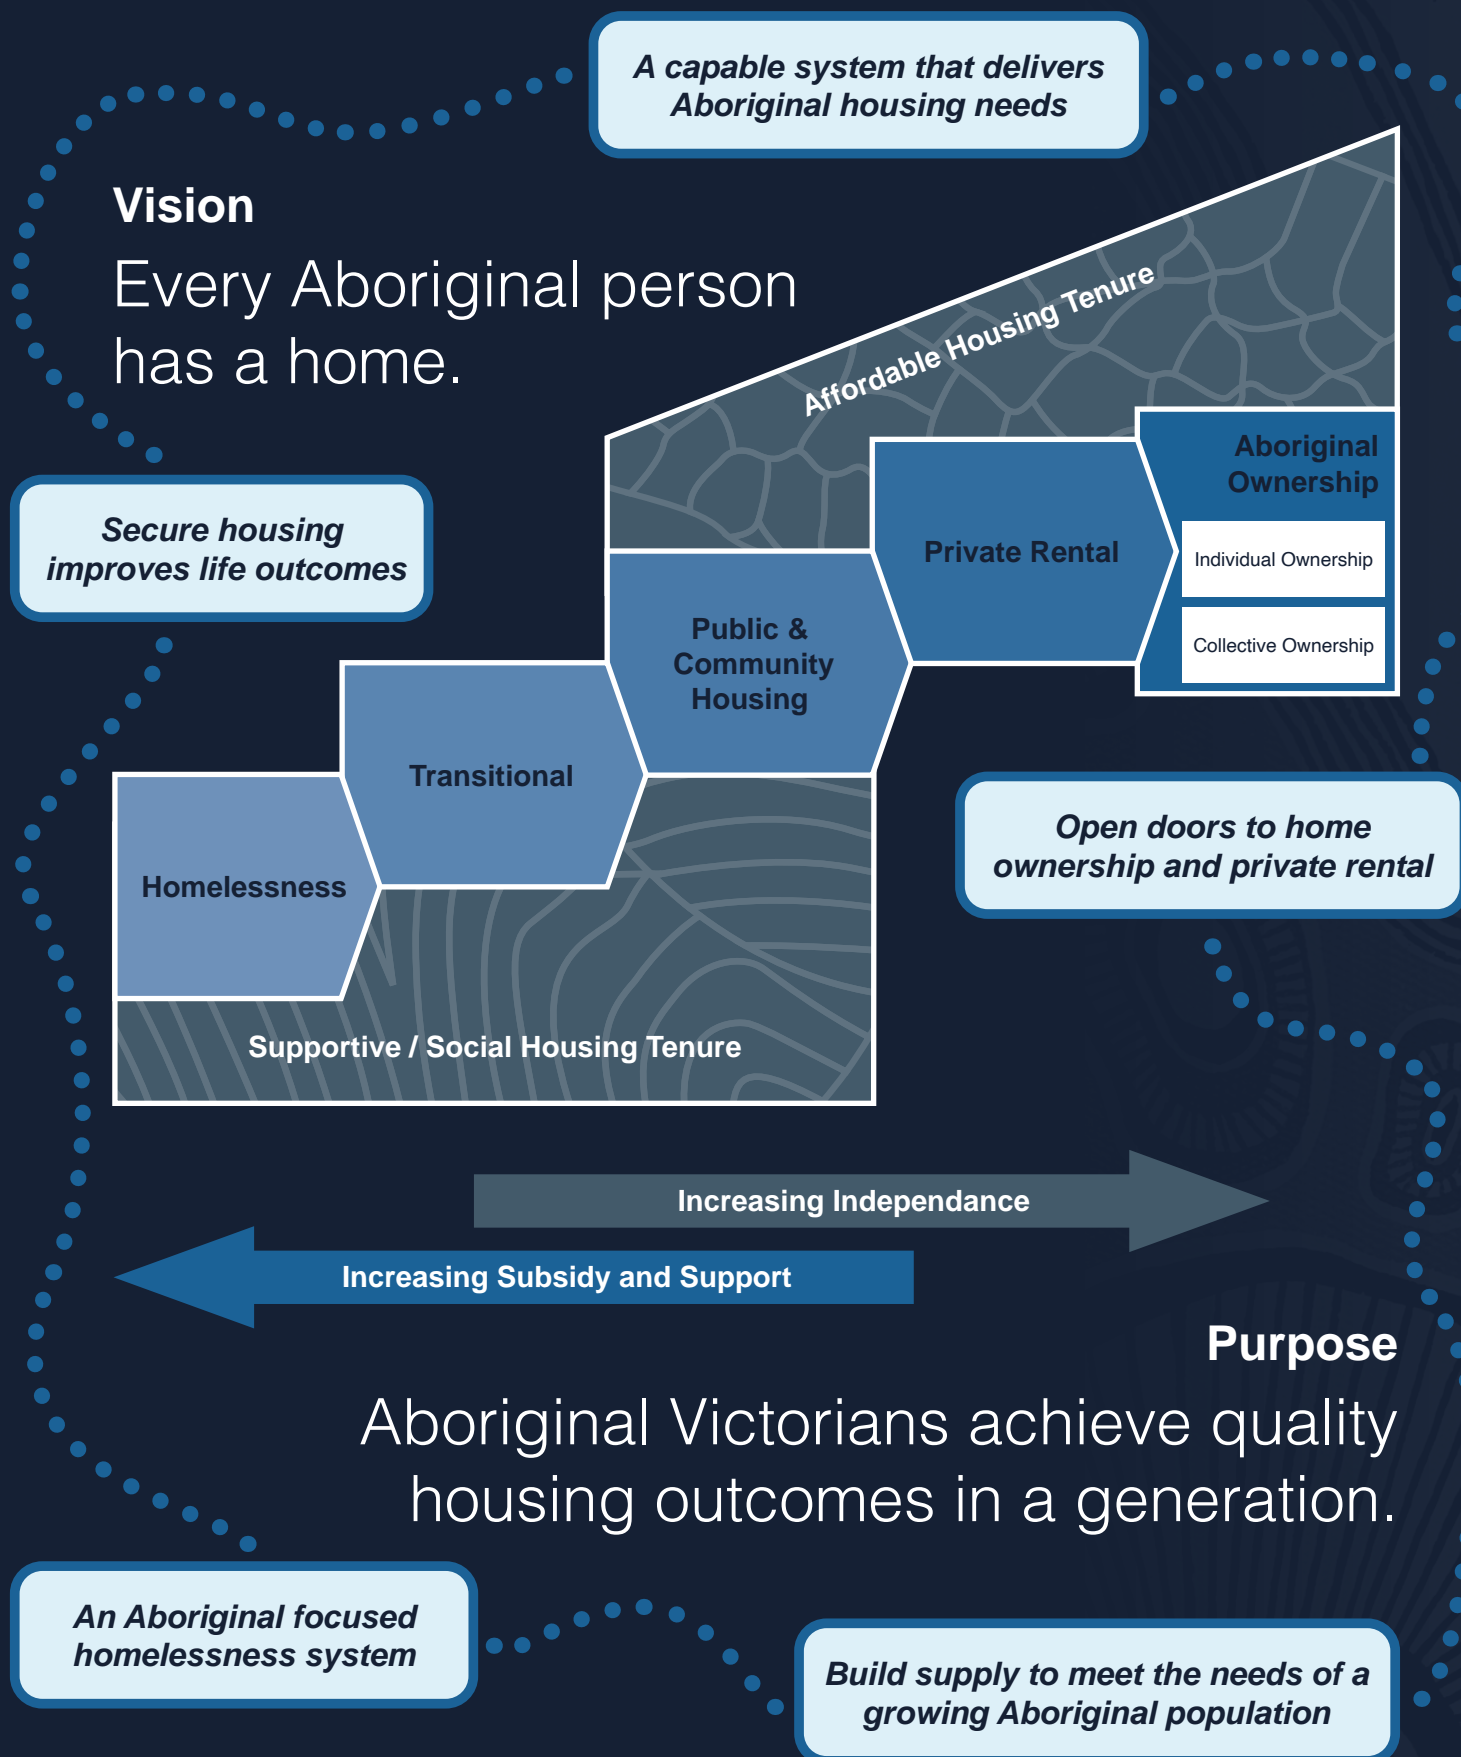 A capable system that delivers
Aboriginal housing needs
Vision
Every Aboriginal person
has a home.
Affordable Housing Tenure
Secure housing
improves life outcomes
Aboriginal
Ownership
Individual Ownership
Collective Ownership
Private Rental
Public &
Community
Housing
Transitional
Homelessness
Open doors to home
ownership and private rental
Supportive / Social Housing Tenure
Increasing Independance
Increasing Subsidy and Support
Purpose
Aboriginal Victorians achieve quality
housing outcomes in a generation.
An Aboriginal focused
homelessness system
Build supply to meet the needs of a
growing Aboriginal population